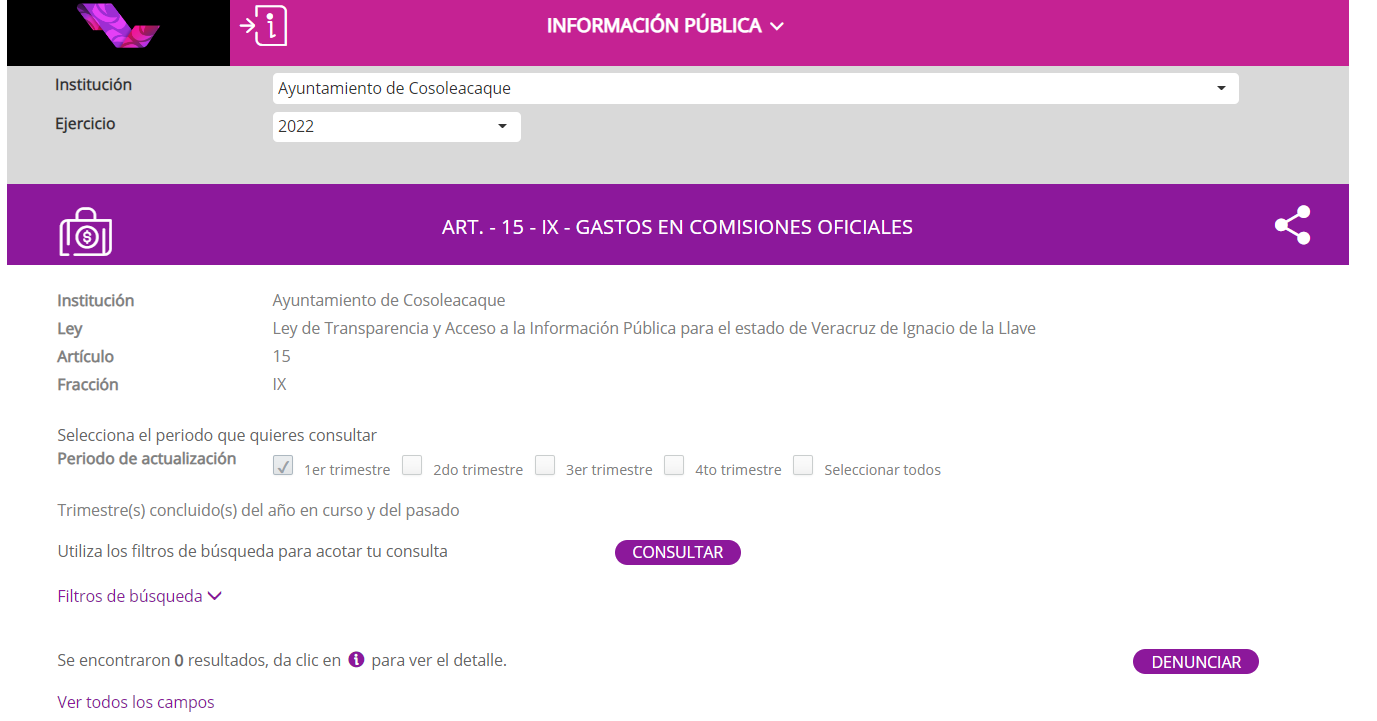 INFORMACIÓN PÚBLICA
Institución Ayuntamiento de Cosoleacaque
Ejercicio 2022
ART. - 15 - IX - GASTOS EN COMISIONES OFICIALES
Institución Ayuntamiento de Cosoleacaque
Ley Ley de Transparencia y Acceso a la Información Pública para el estado de Veracruz de Ignacio de la Llave
Artículo 15
Fracción IX
Selecciona el periodo que quieres consultar
Periodo de actualización 1er trimestre 2do trimestre 3er trimestre 4to trimestre Seleccionar todos
Trimestre(s) concluido(s) del año en curso y del pasado
Utiliza los filtros de búsqueda para acotar tu consulta CONSULTAR
Filtros de búsqueda
Se encontraron 0 resultados, da clic en i para ver el detalle. DENUNCIAR
Ver todos los campos